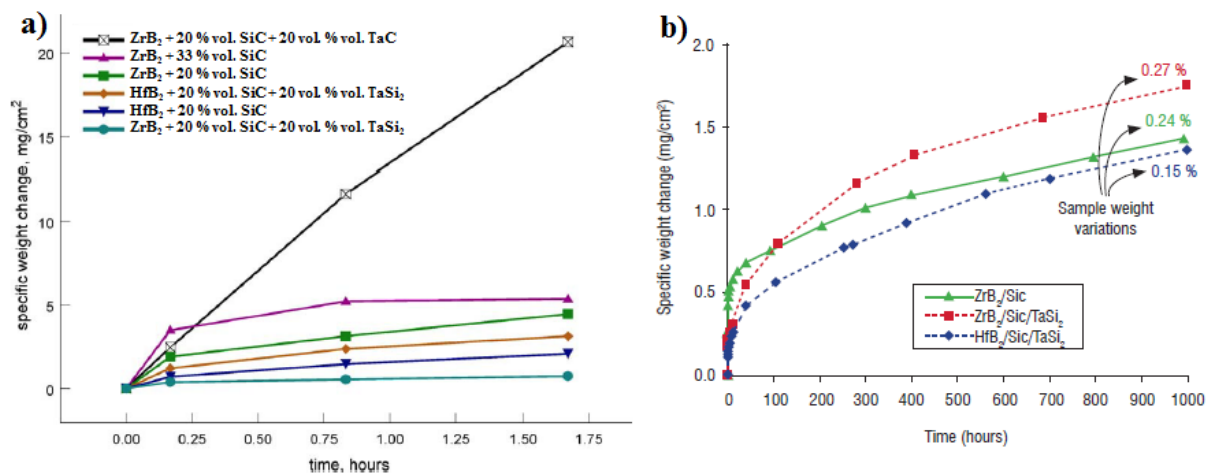 a)
ZrB2 + 20 % vol. SiC + 20 vol. % vol. TaC
ZrB2 + 33 % vol. SiC
ZrB2 + 20 % vol. SiC
HfB2 + 20 % vol. SiC + 20 vol. % vol. TaSi2
HfB2 + 20 % vol. SiC
ZrB2 + 20 % vol. SiC + 20 vol. % vol. TaSi2
specific weight change, mg/cm2
20
15
10
5
0
0.00 0.25 0.50 0.75 1.00 1.25 1.50 1.75
time, hours
b)
Specific weight change (mg/cm2)
2.0
1.5
1.0
0.5
0.0
0.27 %
0.24 %
0.15 %
Sample weight
variations
ZrB2/Sic
ZrB2/Sic/TaSi2
HfB2/Sic/TaSi2
0 100 200 300 400 500 600 700 800 900 1000
Time (hours)